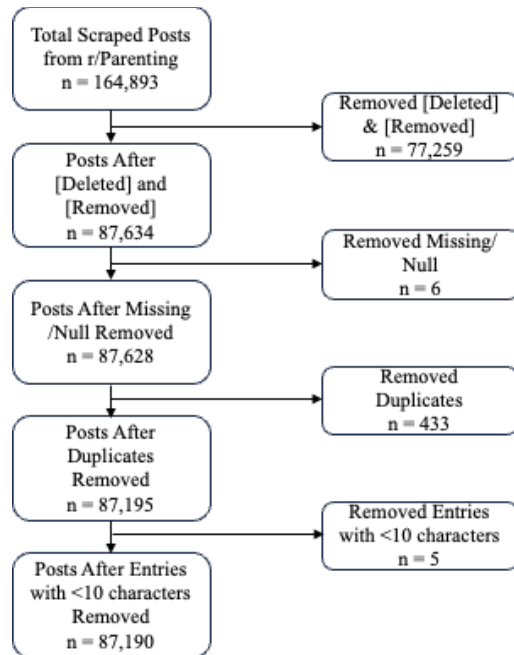 Total Scraped Posts
from r/Parenting
n = 164,893
Removed [Deleted]
& [Removed]
n = 77,259
Posts After
[Deleted] and
[Removed]
n = 87,634
Removed Missing/
Null
n = 6
Posts After Missing
/Null Removed
n = 87,628
Removed
Duplicates
n = 433
Posts After
Duplicates
Removed
n = 87,195
Removed Entries
with <10 characters
n = 5
Posts After Entries
with <10 characters
Removed
n = 87,190